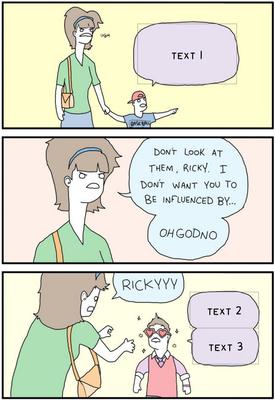 UGH
TEXT 1
DON'T LOOK AT
THEM, RICKY. I
DON'T WANT YOU TO
BE INFLUENCED BY...
OHGODNO
RICKYYY
TEXT 2
TEXT 3